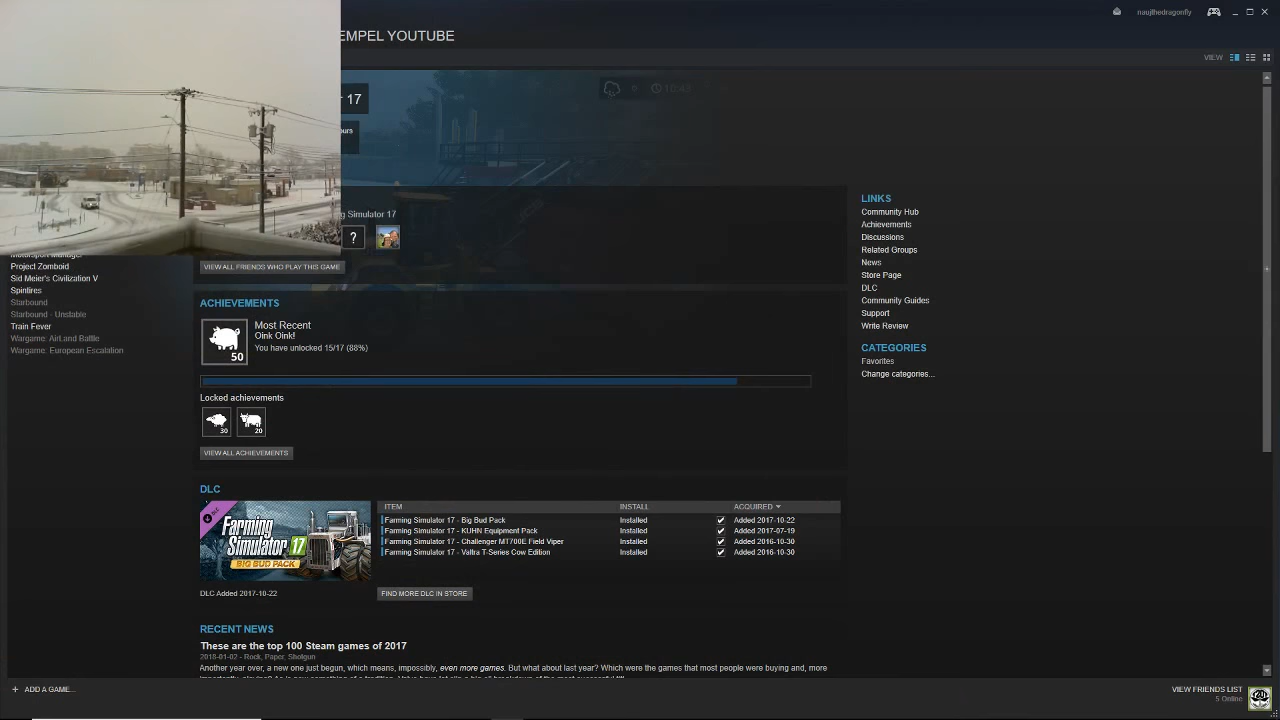 naujthedragonfly
EMPEL YOUTUBE
VIEW
17
10:43
ours
g Simulator 17
?
VIEW ALL FRIENDS WHO PLAY THIS GAME
Motorsport Manager
Project Zomboid
Sid Meier's Civilization V
Spintires
Starbound
Starbound - Unstable
Train Fever
Wargame: AirLand Battle
Wargame: European Escalation
ACHIEVEMENTS
Most Recent
Oink Oink!
You have unlocked 15/17 (88%)
50
Locked achievements
30
20
VIEW ALL ACHIEVEMENTS
DLC
DLC
Farming
Simulator 17
BIG BUD PACK
DLC Added 2017-10-22
ITEM INSTALL ACQUIRED
Farming Simulator 17 - Big Bud Pack Installed Added 2017-10-22
Farming Simulator 17 - KUHN Equipment Pack Installed Added 2017-07-19
Farming Simulator 17 - Challenger MT700E Field Viper Installed Added 2016-10-30
Farming Simulator 17 - Valtra T-Series Cow Edition Installed Added 2016-10-30
FIND MORE DLC IN STORE
RECENT NEWS
These are the top 100 Steam games of 2017
2018-01-02 - Rock, Paper, Shotgun
Another year over, a new one just begun, which means, impossibly, even more games. But what about last year? Which were the games that most people were buying and, more
LINKS
Community Hub
Achievements
Discussions
Related Groups
News
Store Page
DLC
Community Guides
Support
Write Review
CATEGORIES
Favorites
Change categories...
+ ADD A GAME...
VIEW FRIENDS LIST
5 Online